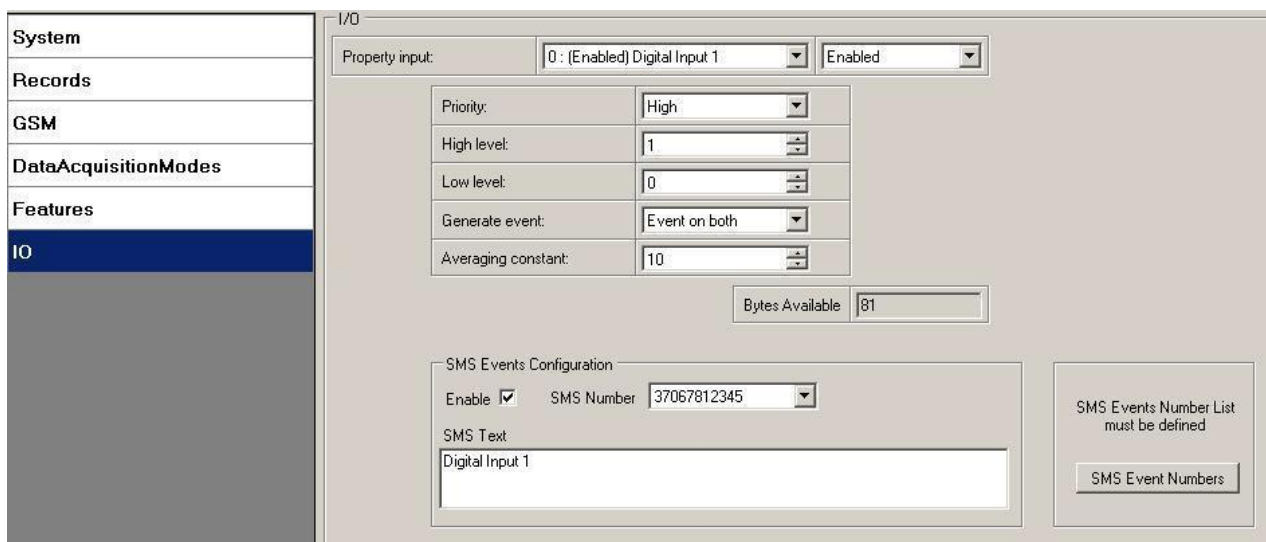 System
Records
GSM
DataAcquisitionModes
Features
IO
I/O
Property input: 0 : (Enabled) Digital Input 1 Enabled
Priority: High
High level: 1
Low level: 0
Generate event: Event on both
Averaging constant: 10
Bytes Available 81
SMS Events Configuration
Enable SMS Number 37067812345
SMS Text
Digital Input 1
SMS Events Number List
must be defined
SMS Event Numbers